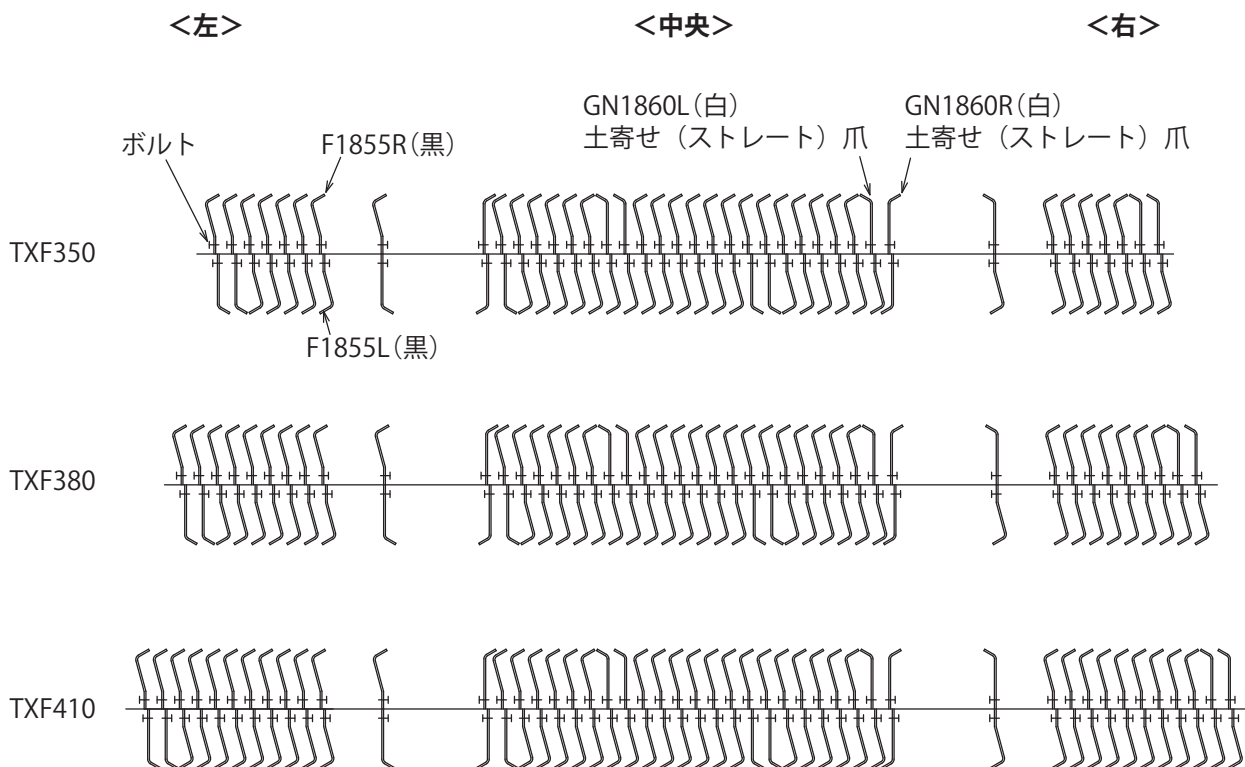 ＜左＞
＜中央＞
＜右＞
GN1860L（白）
土寄せ（ストレート）爪
GN1860R（白）
土寄せ（ストレート）爪
ボルト
F1855R（黒）
TXF350
F1855L（黒）
TXF380
TXF410